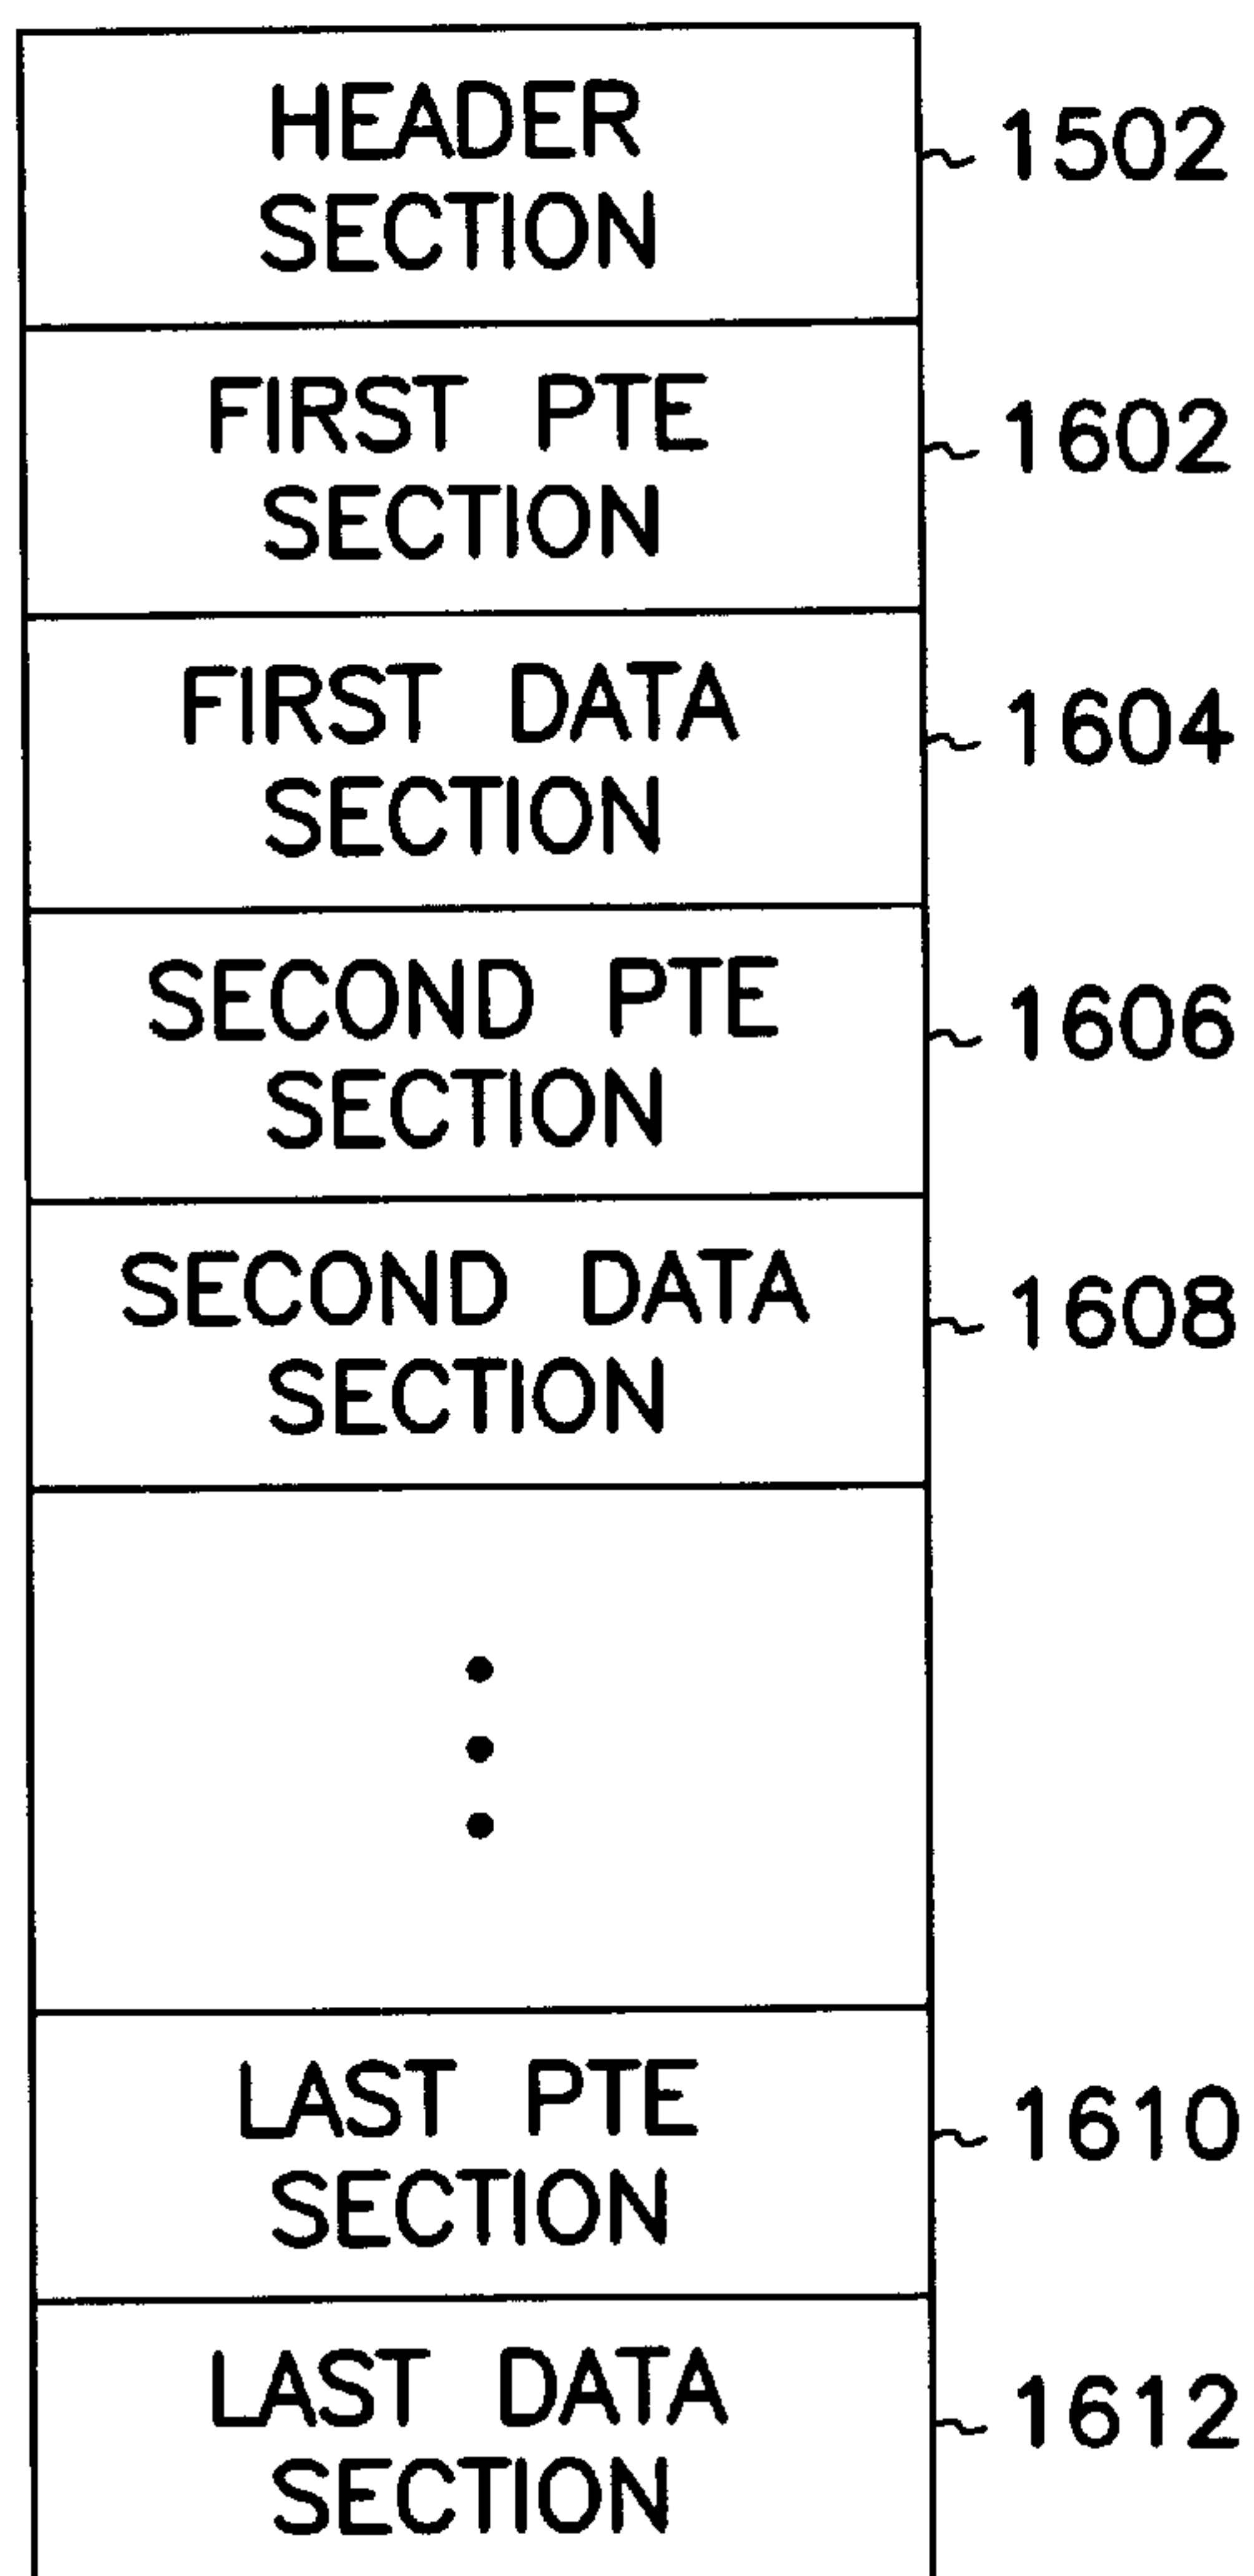 HEADER
SECTION
1502
FIRST PTE
SECTION
1602
FIRST DATA
SECTION
1604
SECOND PTE
SECTION
1606
SECOND DATA
SECTION
1608
LAST PTE
SECTION
1610
LAST DATA
SECTION
1612